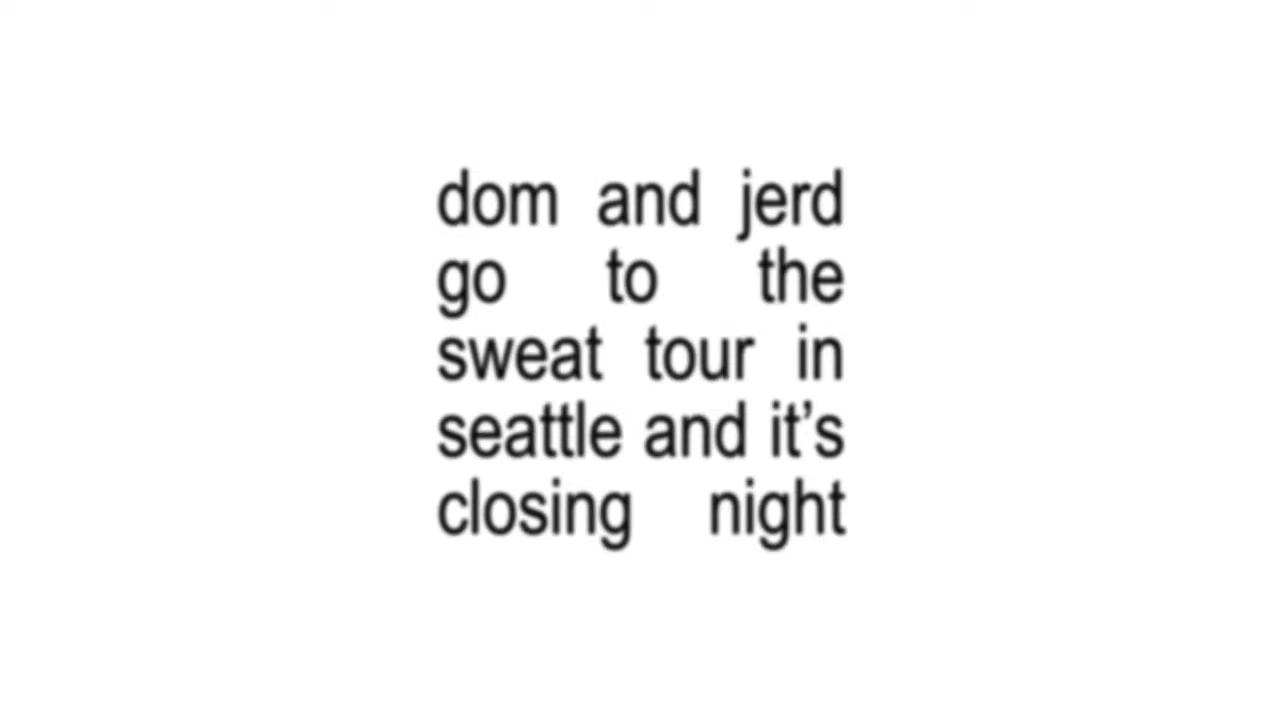 dom and jerd
go to the
sweat tour in
seattle and it’s
closing night